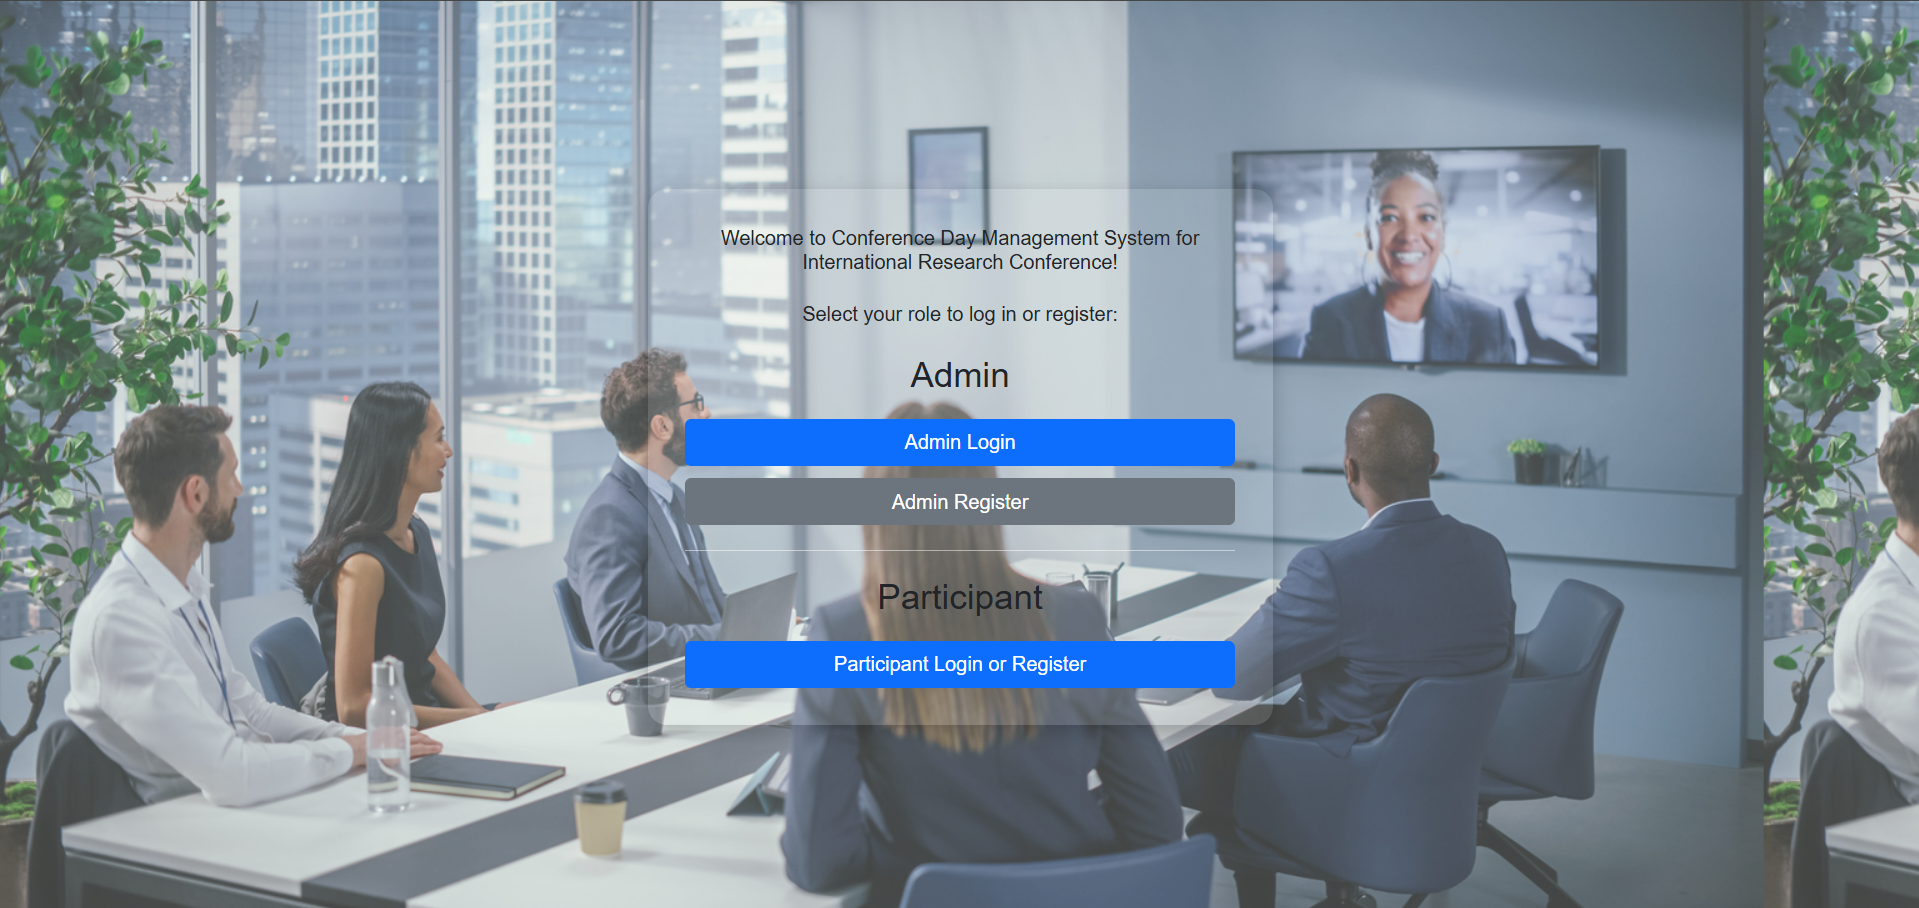 Welcome to Conference Day Management System for
International Research Conference!
Select your role to log in or register:
Admin
Admin Login
Admin Register
Participant
Participant Login or Register